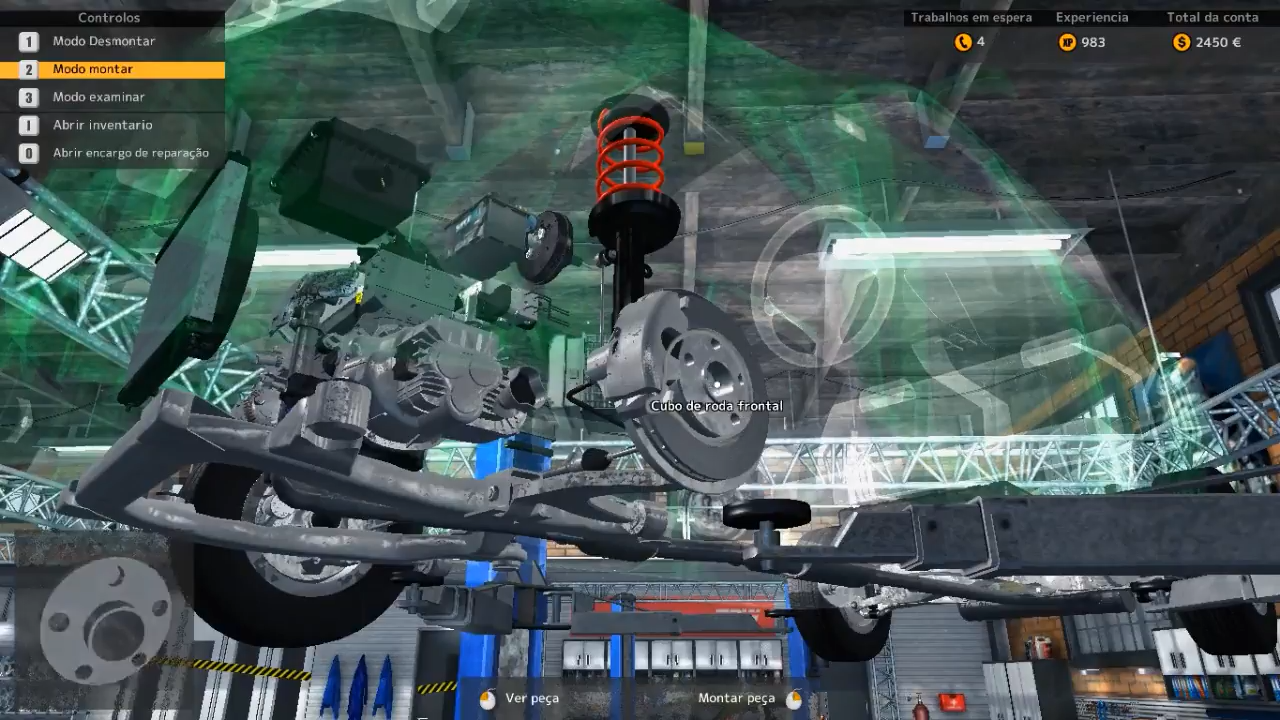 Controlos
1 Modo Desmontar
2 Modo montar
3 Modo examinar
I Abrir inventario
O Abrir encargo de reparação
Trabalhos em espera
4
Experiencia
XP 983
Total da conta
$ 2450 €
Cubo de roda frontal
Ver peça
Montar peça